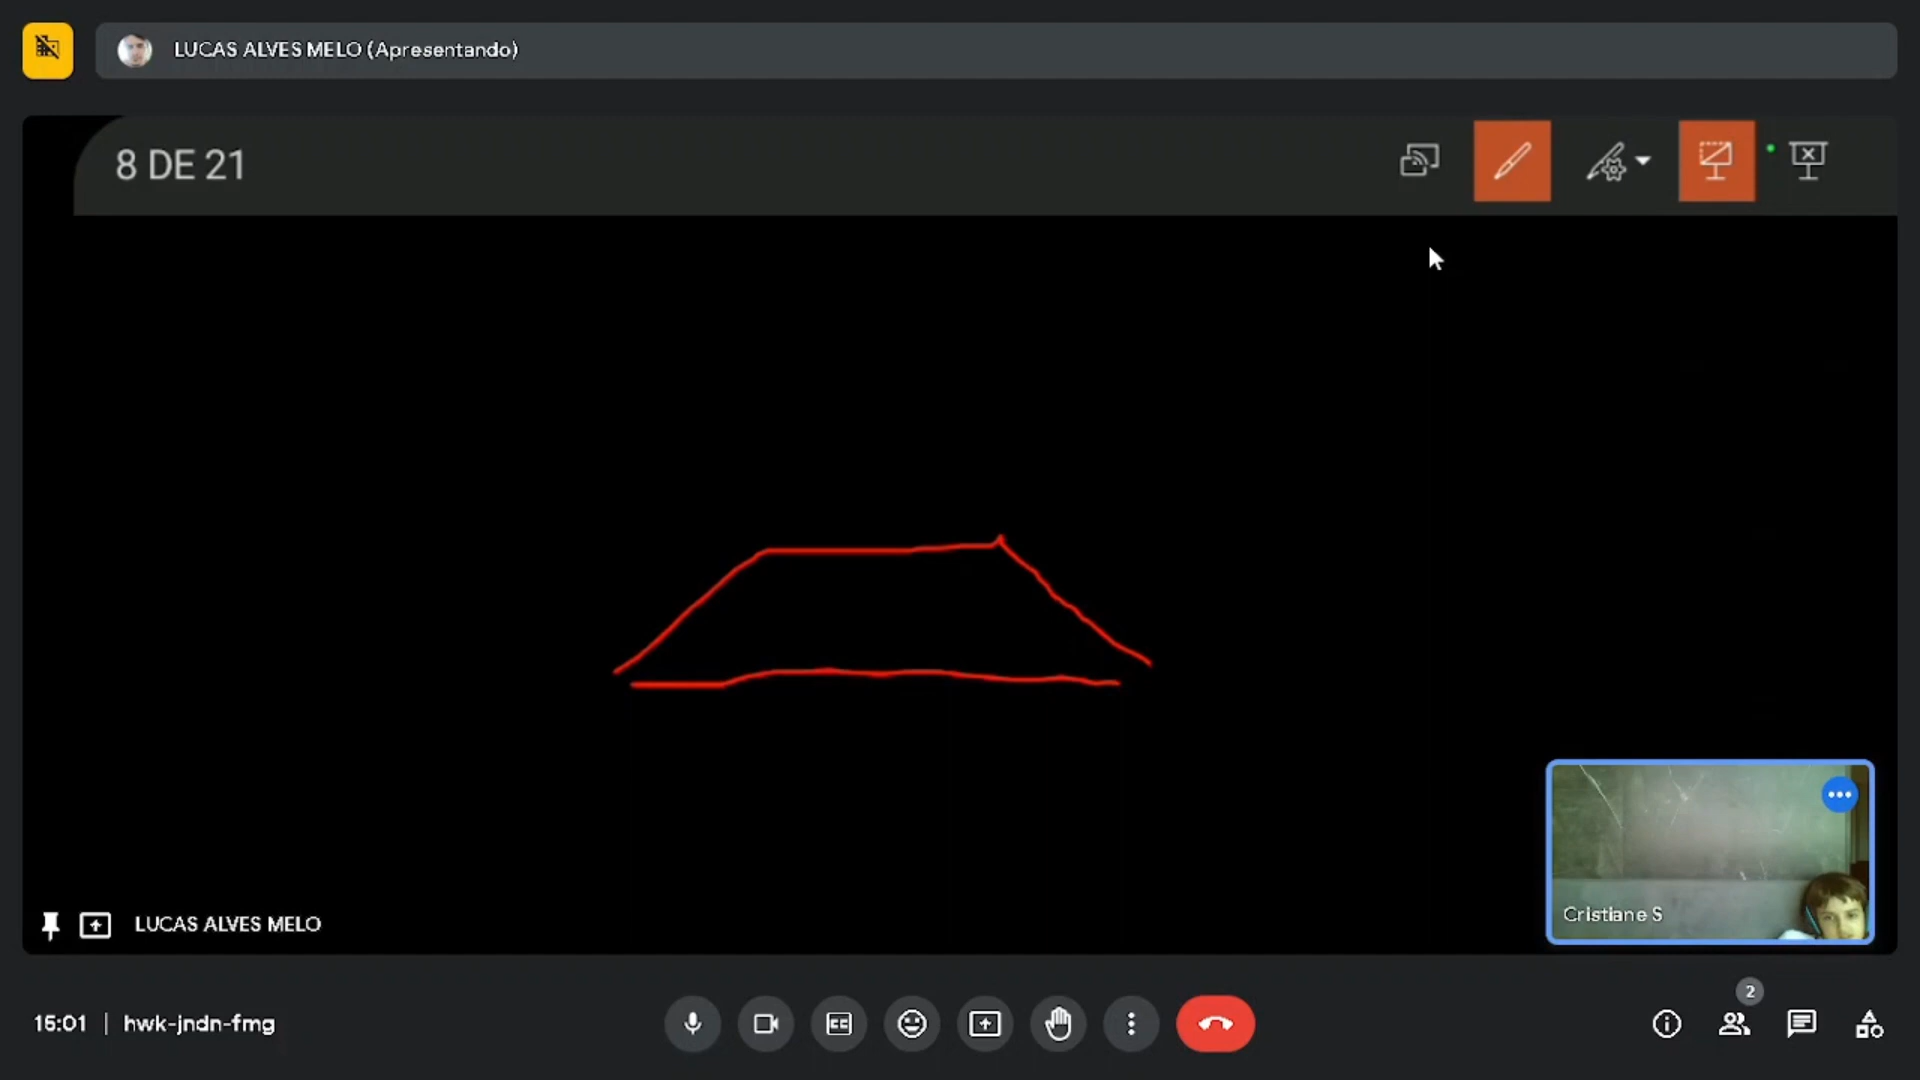 LUCAS ALVES MELO (Apresentando)
8 DE 21
Cristiane S
LUCAS ALVES MELO
2
15:01 | hwk-jndn-fmg